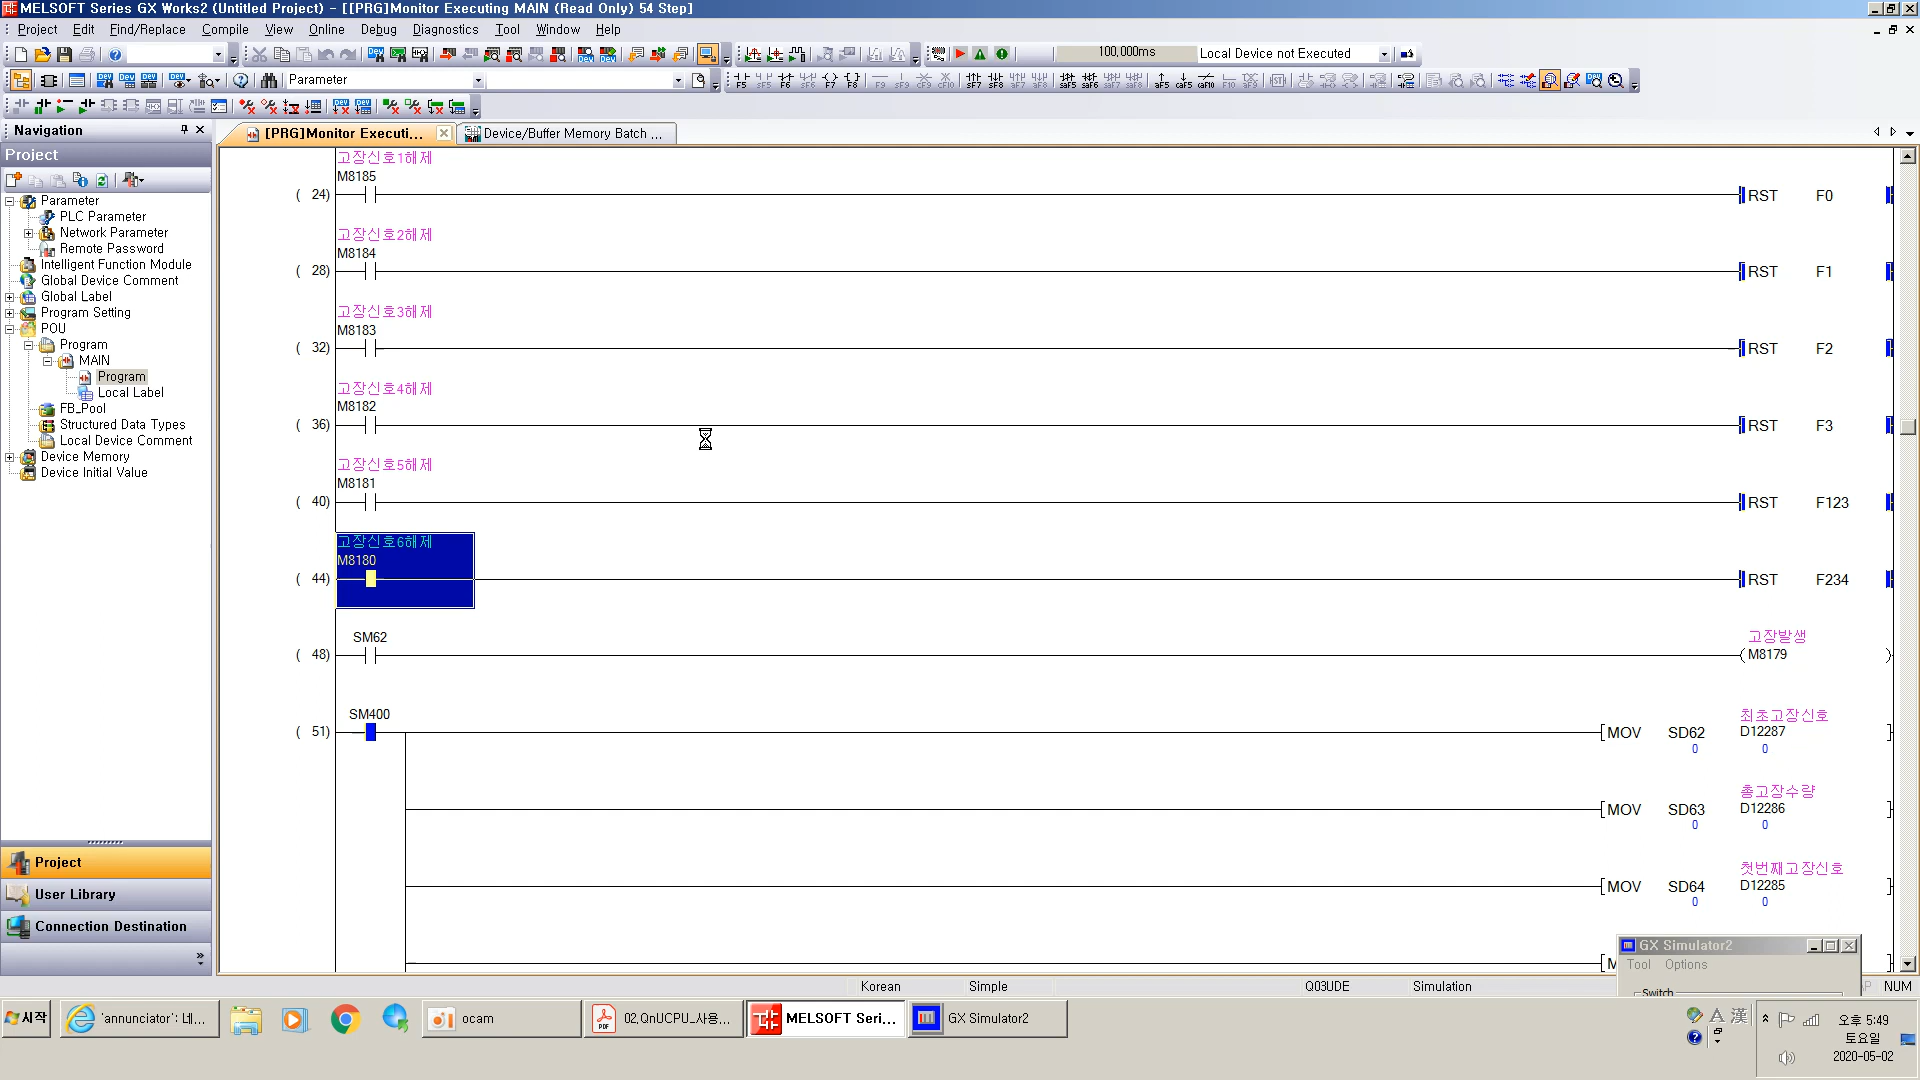 MELSOFT Series GX Works2 (Untitled Project) - [[PRG]Monitor Executing MAIN (Read Only) 54 Step]
Project Edit Find/Replace Compile View Online Debug Diagnostics Tool Window Help
100,000ms Local Device not Executed
Parameter
Navigation
[PRG]Monitor Executi... Device/Buffer Memory Batch ...
Project
Parameter
PLC Parameter
Network Parameter
Remote Password
Intelligent Function Module
Global Device Comment
Global Label
Program Setting
POU
Program
MAIN
Program
Local Label
FB_Pool
Structured Data Types
Local Device Comment
Device Memory
Device Initial Value
Project
User Library
Connection Destination
고장신호1해제
M8185
( 24) RST F0
고장신호2해제
M8184
( 28) RST F1
고장신호3해제
M8183
( 32) RST F2
고장신호4해제
M8182
( 36) RST F3
고장신호5해제
M8181
( 40) RST F123
고장신호6해제
M8180
( 44) RST F234
SM62 고장발생
( 48) M8179
SM400 최초고장신호
( 51) MOV SD62 D12287
0 0
총고장수량
MOV SD63 D12286
0 0
첫번째고장신호
MOV SD64 D12285
0 0
GX Simulator2
Tool Options
Switch
Korean Simple Q03UDE Simulation NUM
시작 'annunciator' : 네... ocam 02,QnUCPU_사용... MELSOFT Seri... GX Simulator2
A 漢
오후 5:49
토요일
2020-05-02